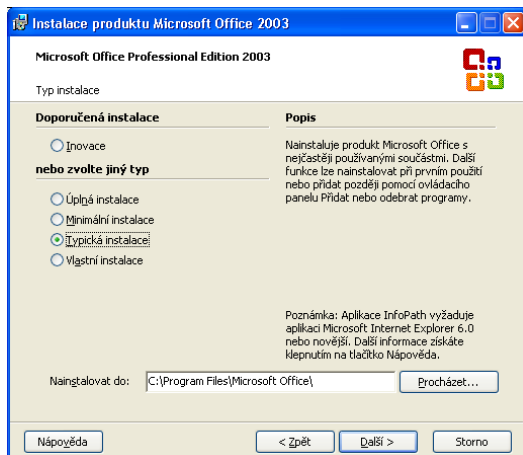 Instalace produktu Microsoft Office 2003
Microsoft Office Professional Edition 2003
Typ instalace
Doporučená instalace
Inovace
nebo zvolte jiný typ
Úplná instalace
Minimální instalace
Typická instalace
Vlastní instalace
Popis
Nainstaluje produkt Microsoft Office s
nejčastěji používanými součástmi. Další
funkce lze nainstalovat při prvním použití
nebo přidat později pomocí ovládacího
panelu Přidat nebo odebrat programy.
Poznámka: Aplikace InfoPath vyžaduje
aplikaci Microsoft Internet Explorer 6.0
nebo novější. Další informace získáte
klepnutím na tlačítko Nápověda.
Nainstalovat do: C:\Program Files\Microsoft Office\ Procházet...
Nápověda < Zpět Další > Storno